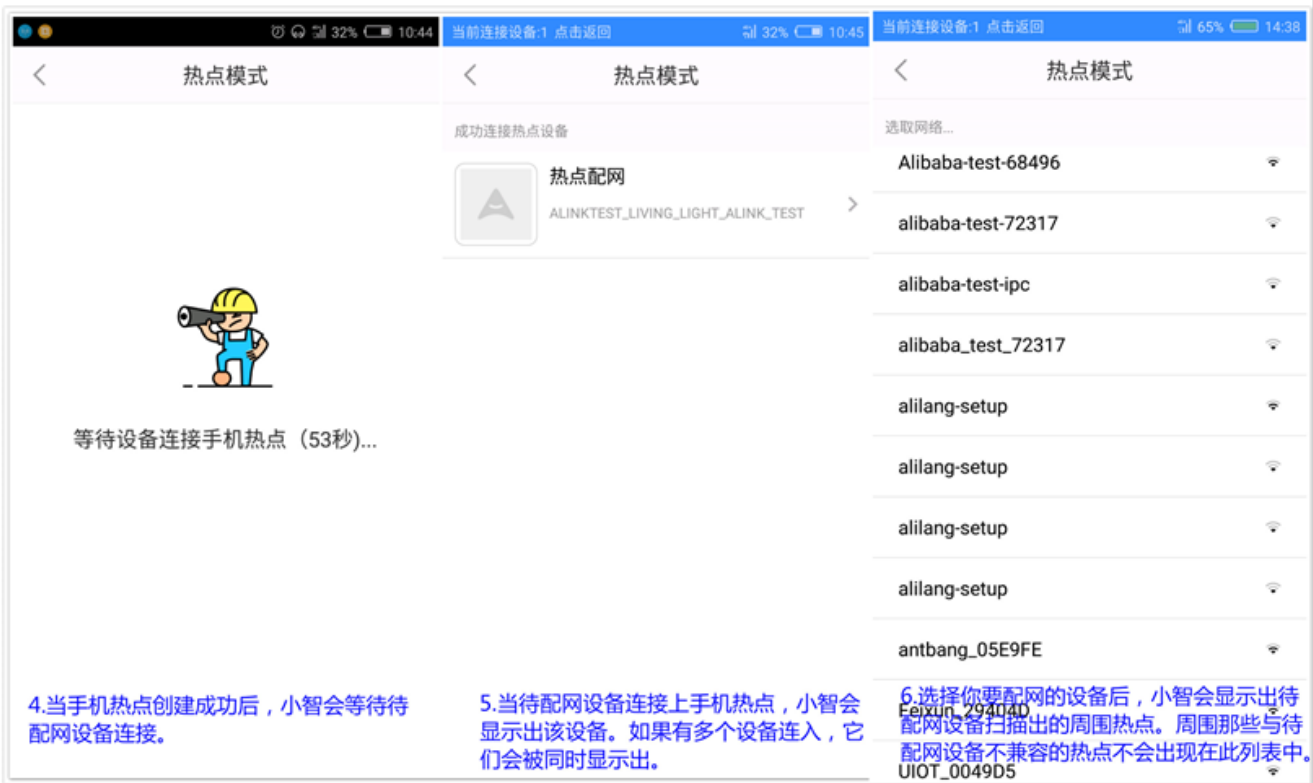 32% 10:44
热点模式
等待设备连接手机热点（53秒)...
4.当手机热点创建成功后，小智会等待待
配网设备连接。
当前连接设备:1 点击返回 32% 10:45
热点模式
成功连接热点设备
热点配网
ALINKTEST_LIVING_LIGHT_ALINK_TEST
5.当待配网设备连接上手机热点，小智会
显示出该设备。如果有多个设备连入，它
们会被同时显示出。
当前连接设备:1 点击返回 65% 14:38
热点模式
选取网络...
Alibaba-test-68496
alibaba-test-72317
alibaba-test-ipc
alibaba_test_72317
alilang-setup
alilang-setup
alilang-setup
alilang-setup
antbang_05E9FE
Feixun_29404D
UIOT_0049D5
6.选择你要配网的设备后，小智会显示出待
配网设备扫描出的周围热点。周围那些与待
配网设备不兼容的热点不会出现在此列表中。